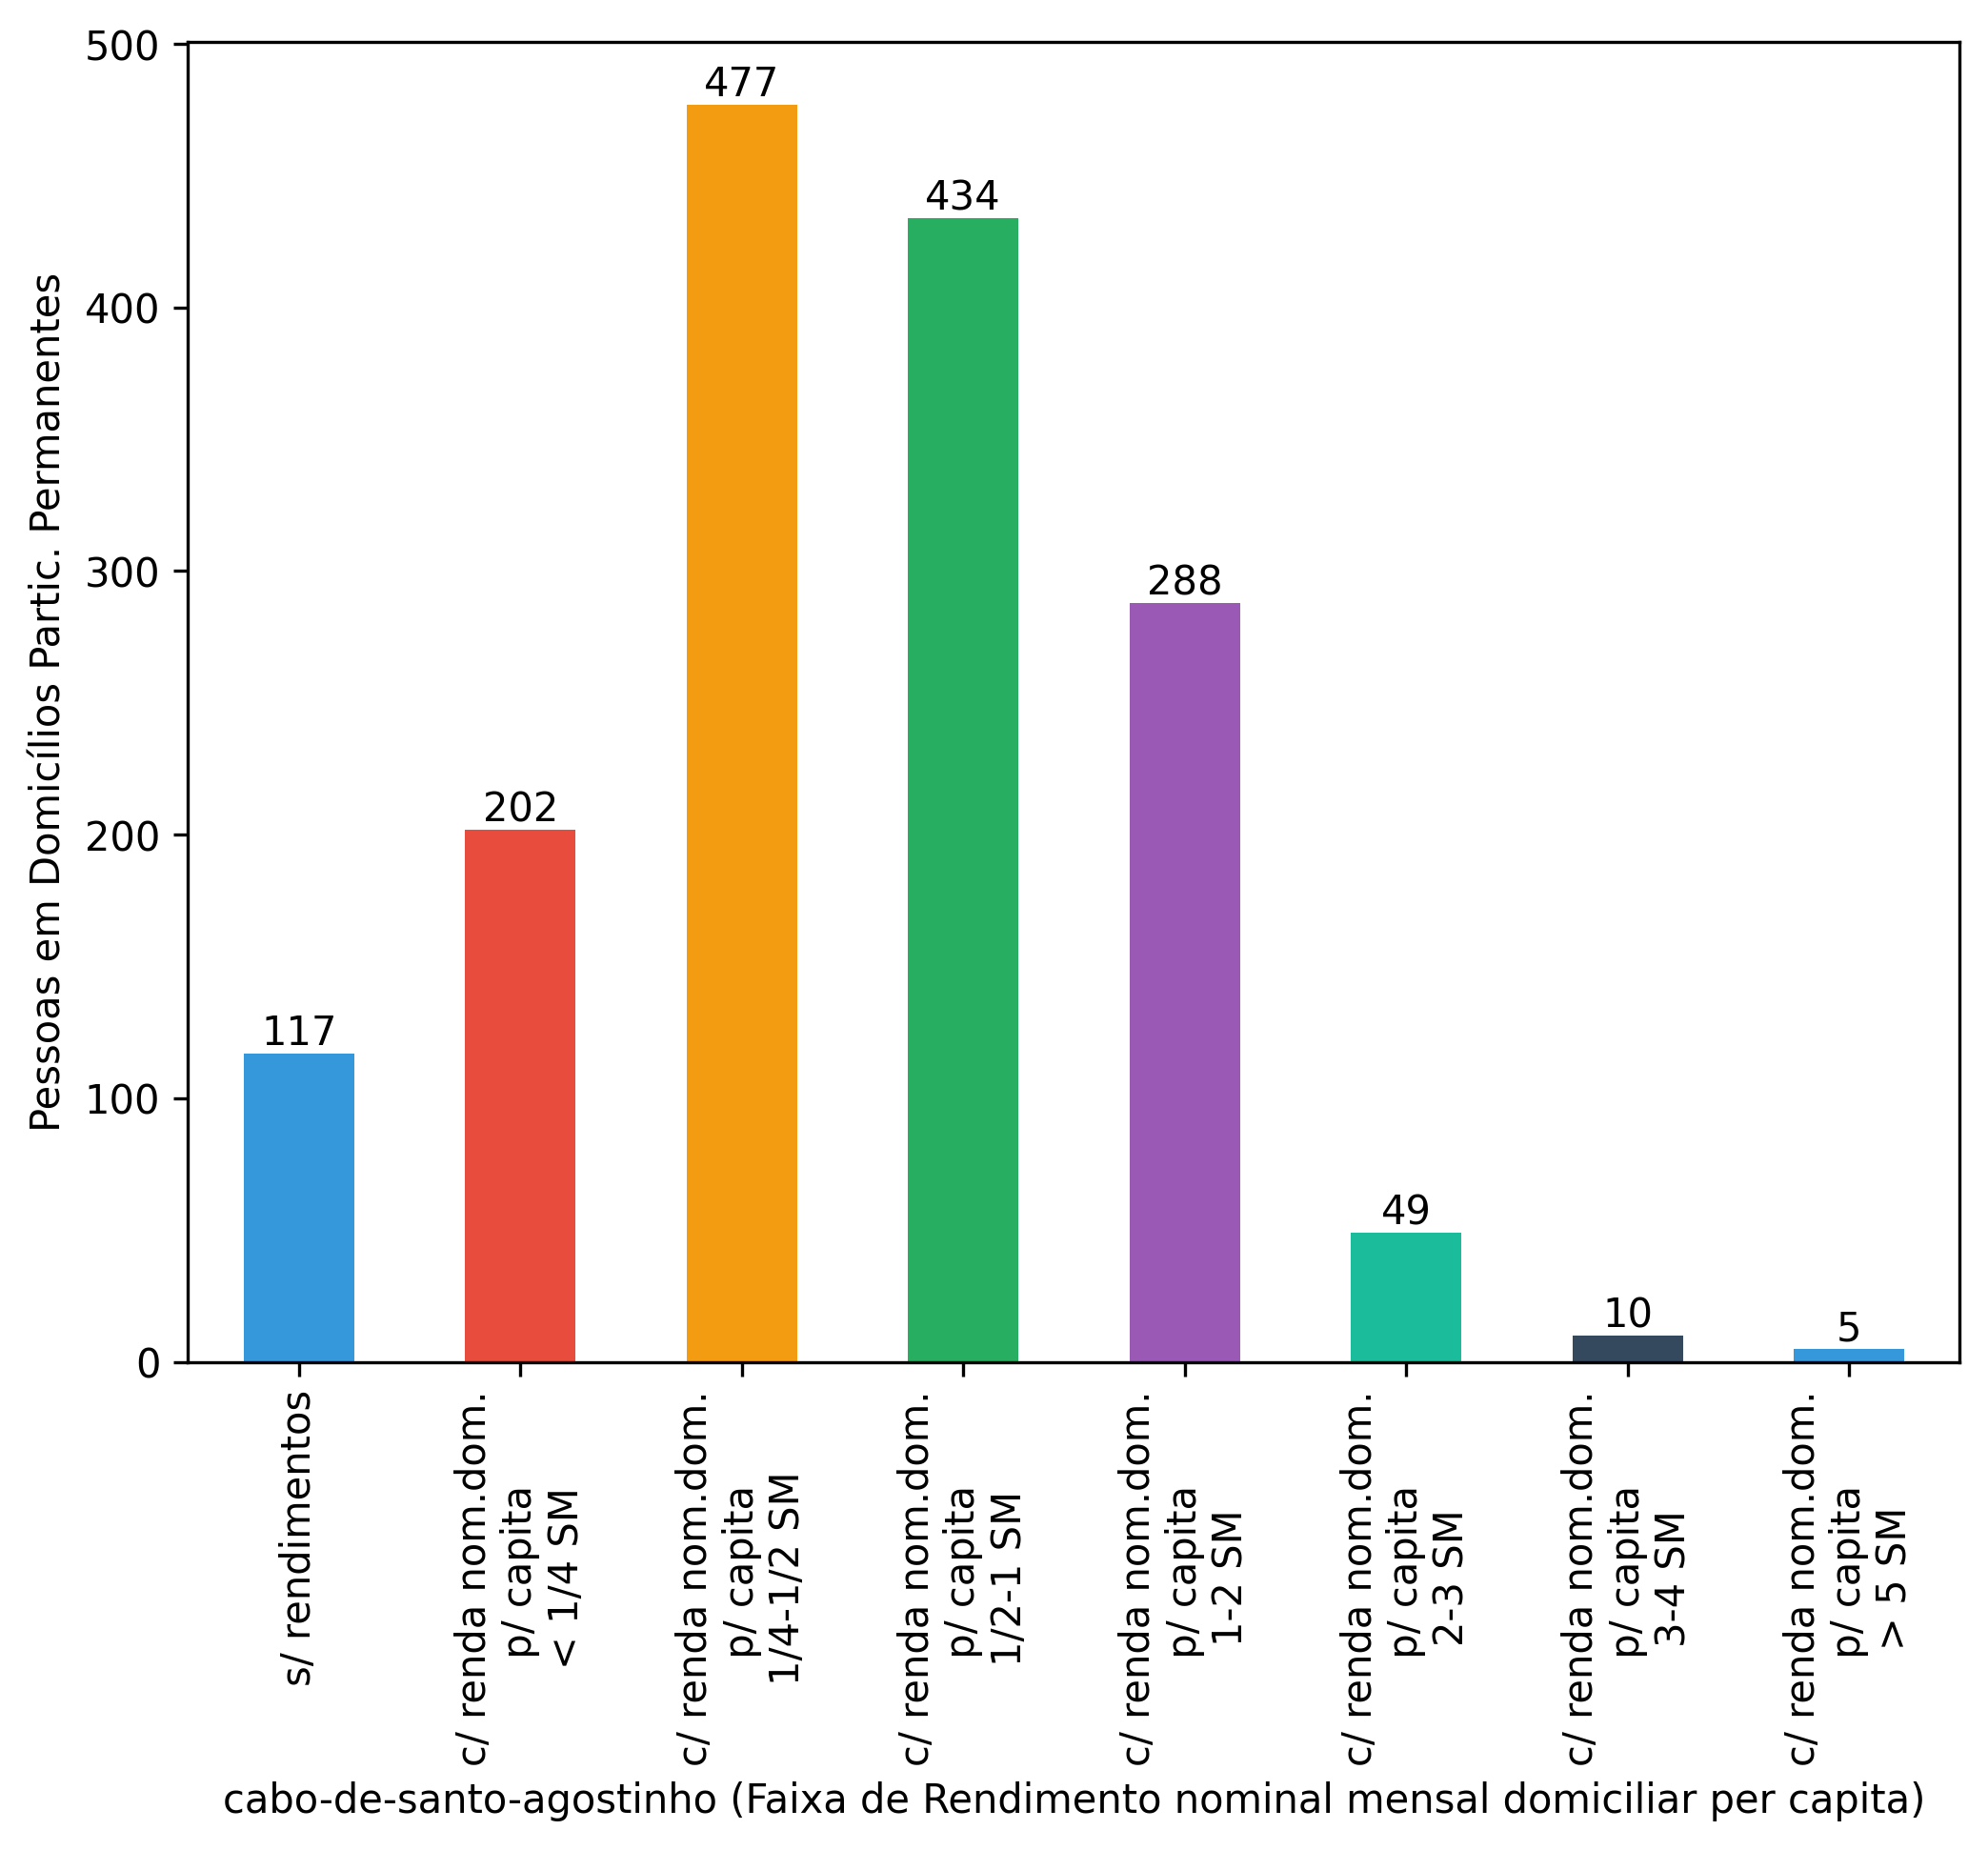 Pessoas em Domicílios Partic. Permanentes
500
400
300
200
100
0
117
202
477
434
288
49
10
5
s/ rendimentos
c/ renda nom.dom.
p/ capita
< 1/4 SM
c/ renda nom.dom.
p/ capita
1/4-1/2 SM
c/ renda nom.dom.
p/ capita
1/2-1 SM
c/ renda nom.dom.
p/ capita
1-2 SM
c/ renda nom.dom.
p/ capita
2-3 SM
c/ renda nom.dom.
p/ capita
3-4 SM
c/ renda nom.dom.
p/ capita
> 5 SM
cabo-de-santo-agostinho (Faixa de Rendimento nominal mensal domiciliar per capita)